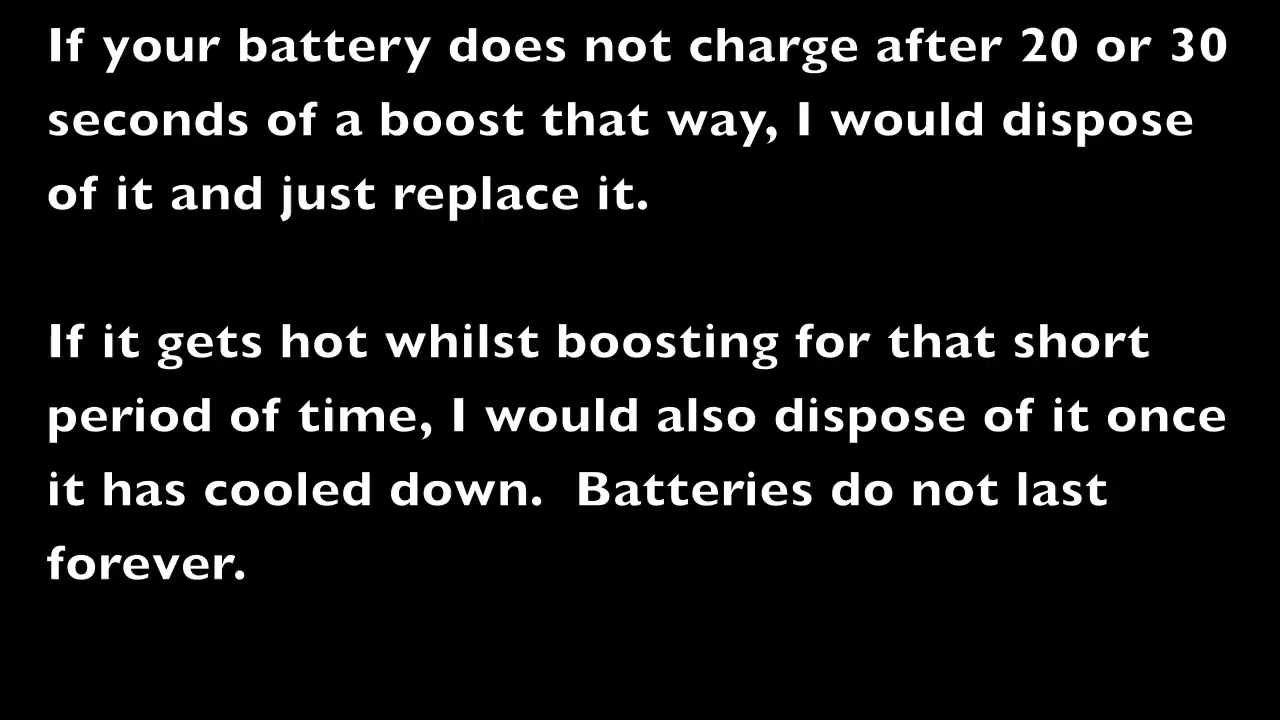 If your battery does not charge after 20 or 30
seconds of a boost that way, I would dispose
of it and just replace it.
If it gets hot whilst boosting for that short
period of time, I would also dispose of it once
it has cooled down.  Batteries do not last
forever.